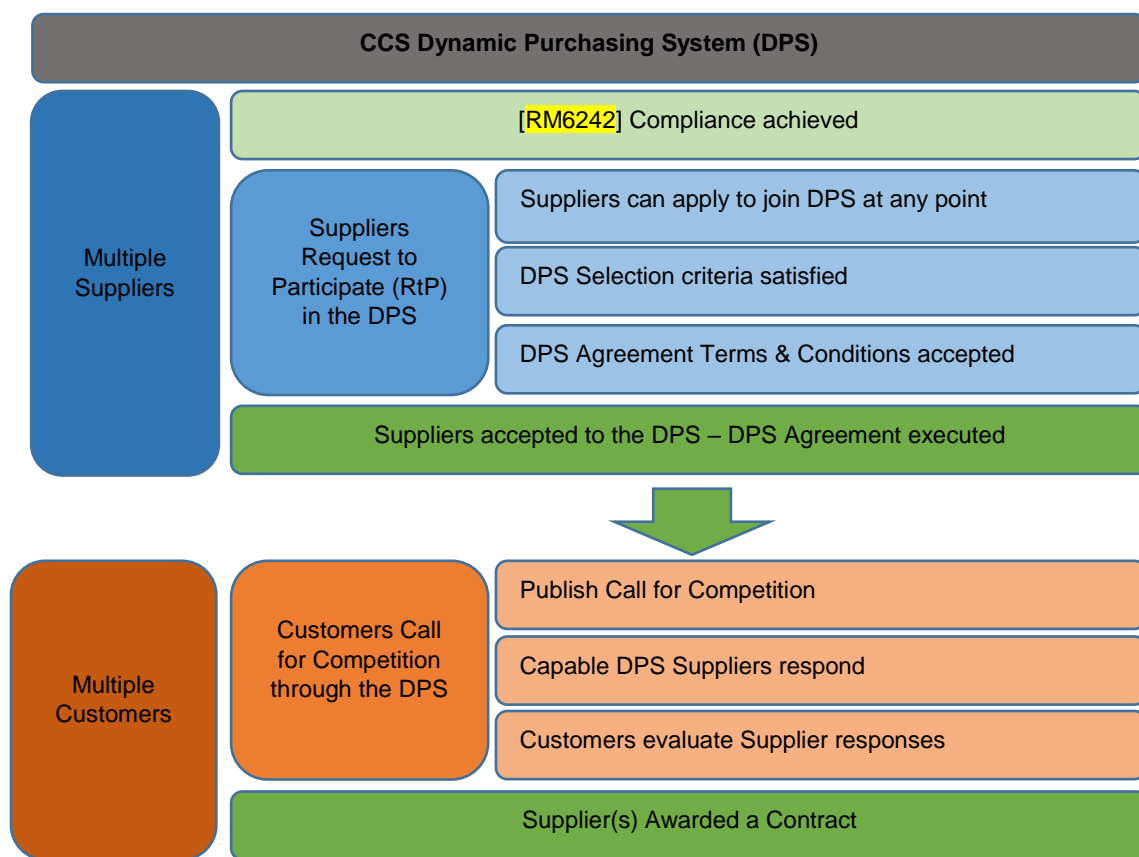 CCS Dynamic Purchasing System (DPS)
[RM6242] Compliance achieved
Multiple
Suppliers
Suppliers
Request to
Participate (RtP)
in the DPS
Suppliers can apply to join DPS at any point
DPS Selection criteria satisfied
DPS Agreement Terms & Conditions accepted
Suppliers accepted to the DPS – DPS Agreement executed
Multiple
Customers
Customers Call
for Competition
through the DPS
Publish Call for Competition
Capable DPS Suppliers respond
Customers evaluate Supplier responses
Supplier(s) Awarded a Contract